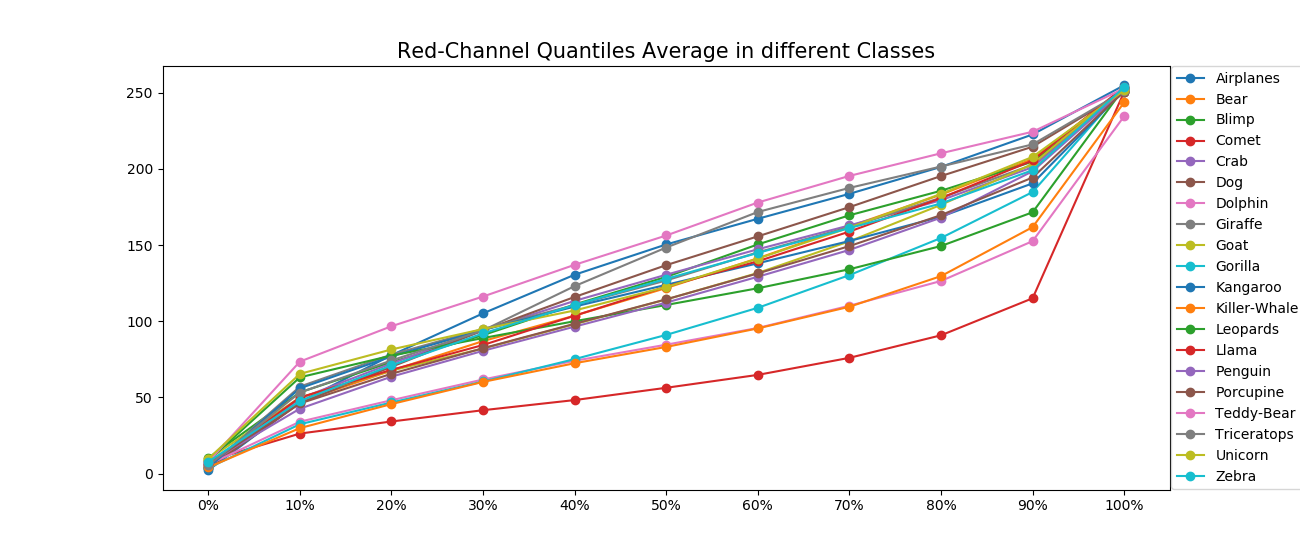 Red-Channel Quantiles Average in different Classes
250
200
150
100
50
0
0% 10% 20% 30% 40% 50% 60% 70% 80% 90% 100%
Airplanes
Bear
Blimp
Comet
Crab
Dog
Dolphin
Giraffe
Goat
Gorilla
Kangaroo
Killer-Whale
Leopards
Llama
Penguin
Porcupine
Teddy-Bear
Triceratops
Unicorn
Zebra